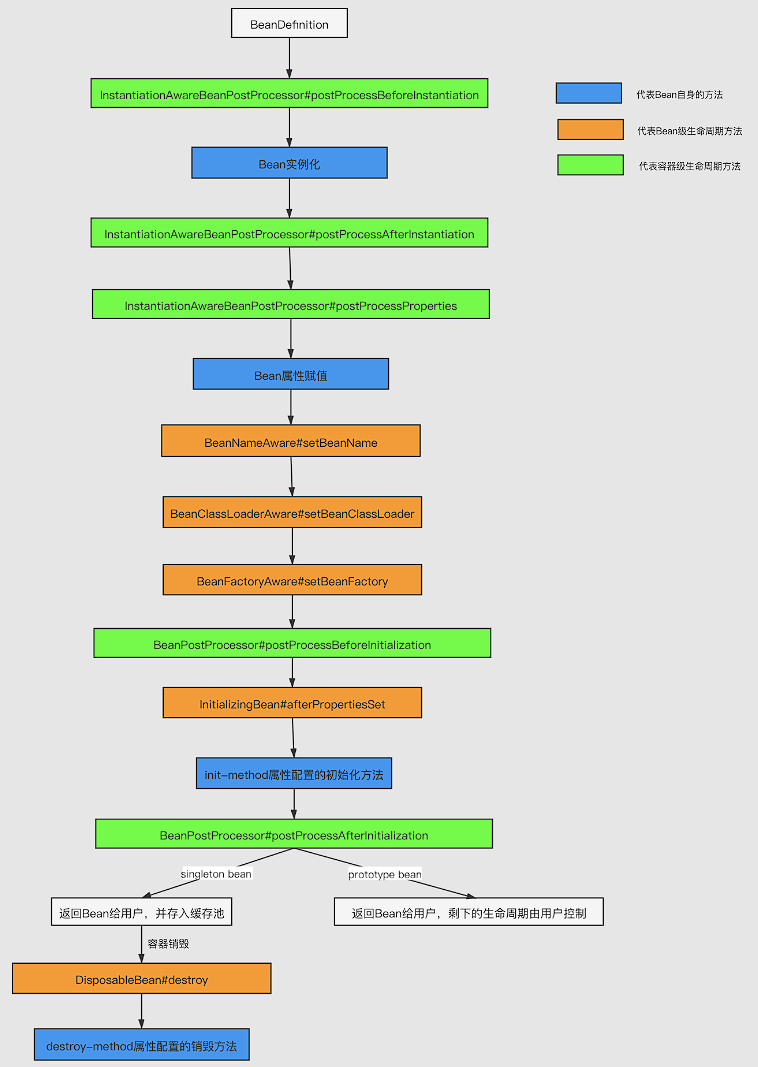 BeanDefinition
InstantiationAwareBeanPostProcessor#postProcessBeforeInstantiation
代表Bean自身的方法
代表Bean级生命周期方法
Bean实例化
代表容器级生命周期方法
InstantiationAwareBeanPostProcessor#postProcessAfterInstantiation
InstantiationAwareBeanPostProcessor#postProcessProperties
Bean属性赋值
BeanNameAware#setBeanName
BeanClassLoaderAware#setBeanClassLoader
BeanFactoryAware#setBeanFactory
BeanPostProcessor#postProcessBeforeInitialization
InitializingBean#afterPropertiesSet
init-method属性配置的初始化方法
BeanPostProcessor#postProcessAfterInitialization
singleton bean
prototype bean
返回Bean给用户，并存入缓存池
返回Bean给用户，剩下的生命周期由用户控制
容器销毁
DisposableBean#destroy
destroy-method属性配置的销毁方法